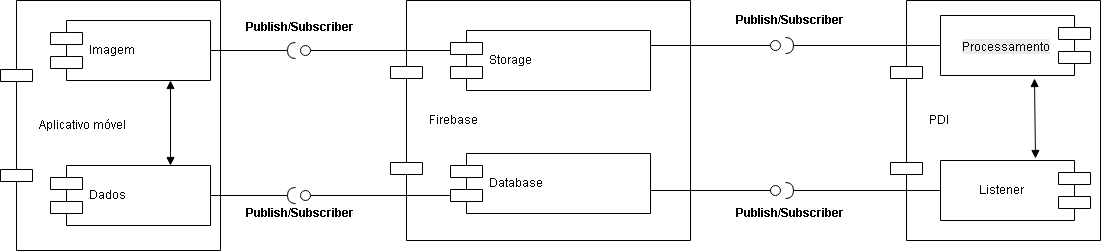 Publish/Subscriber
Publish/Subscriber
Imagem
Storage
Processamento
Aplicativo móvel
Firebase
PDI
Dados
Database
Listener
Publish/Subscriber
Publish/Subscriber